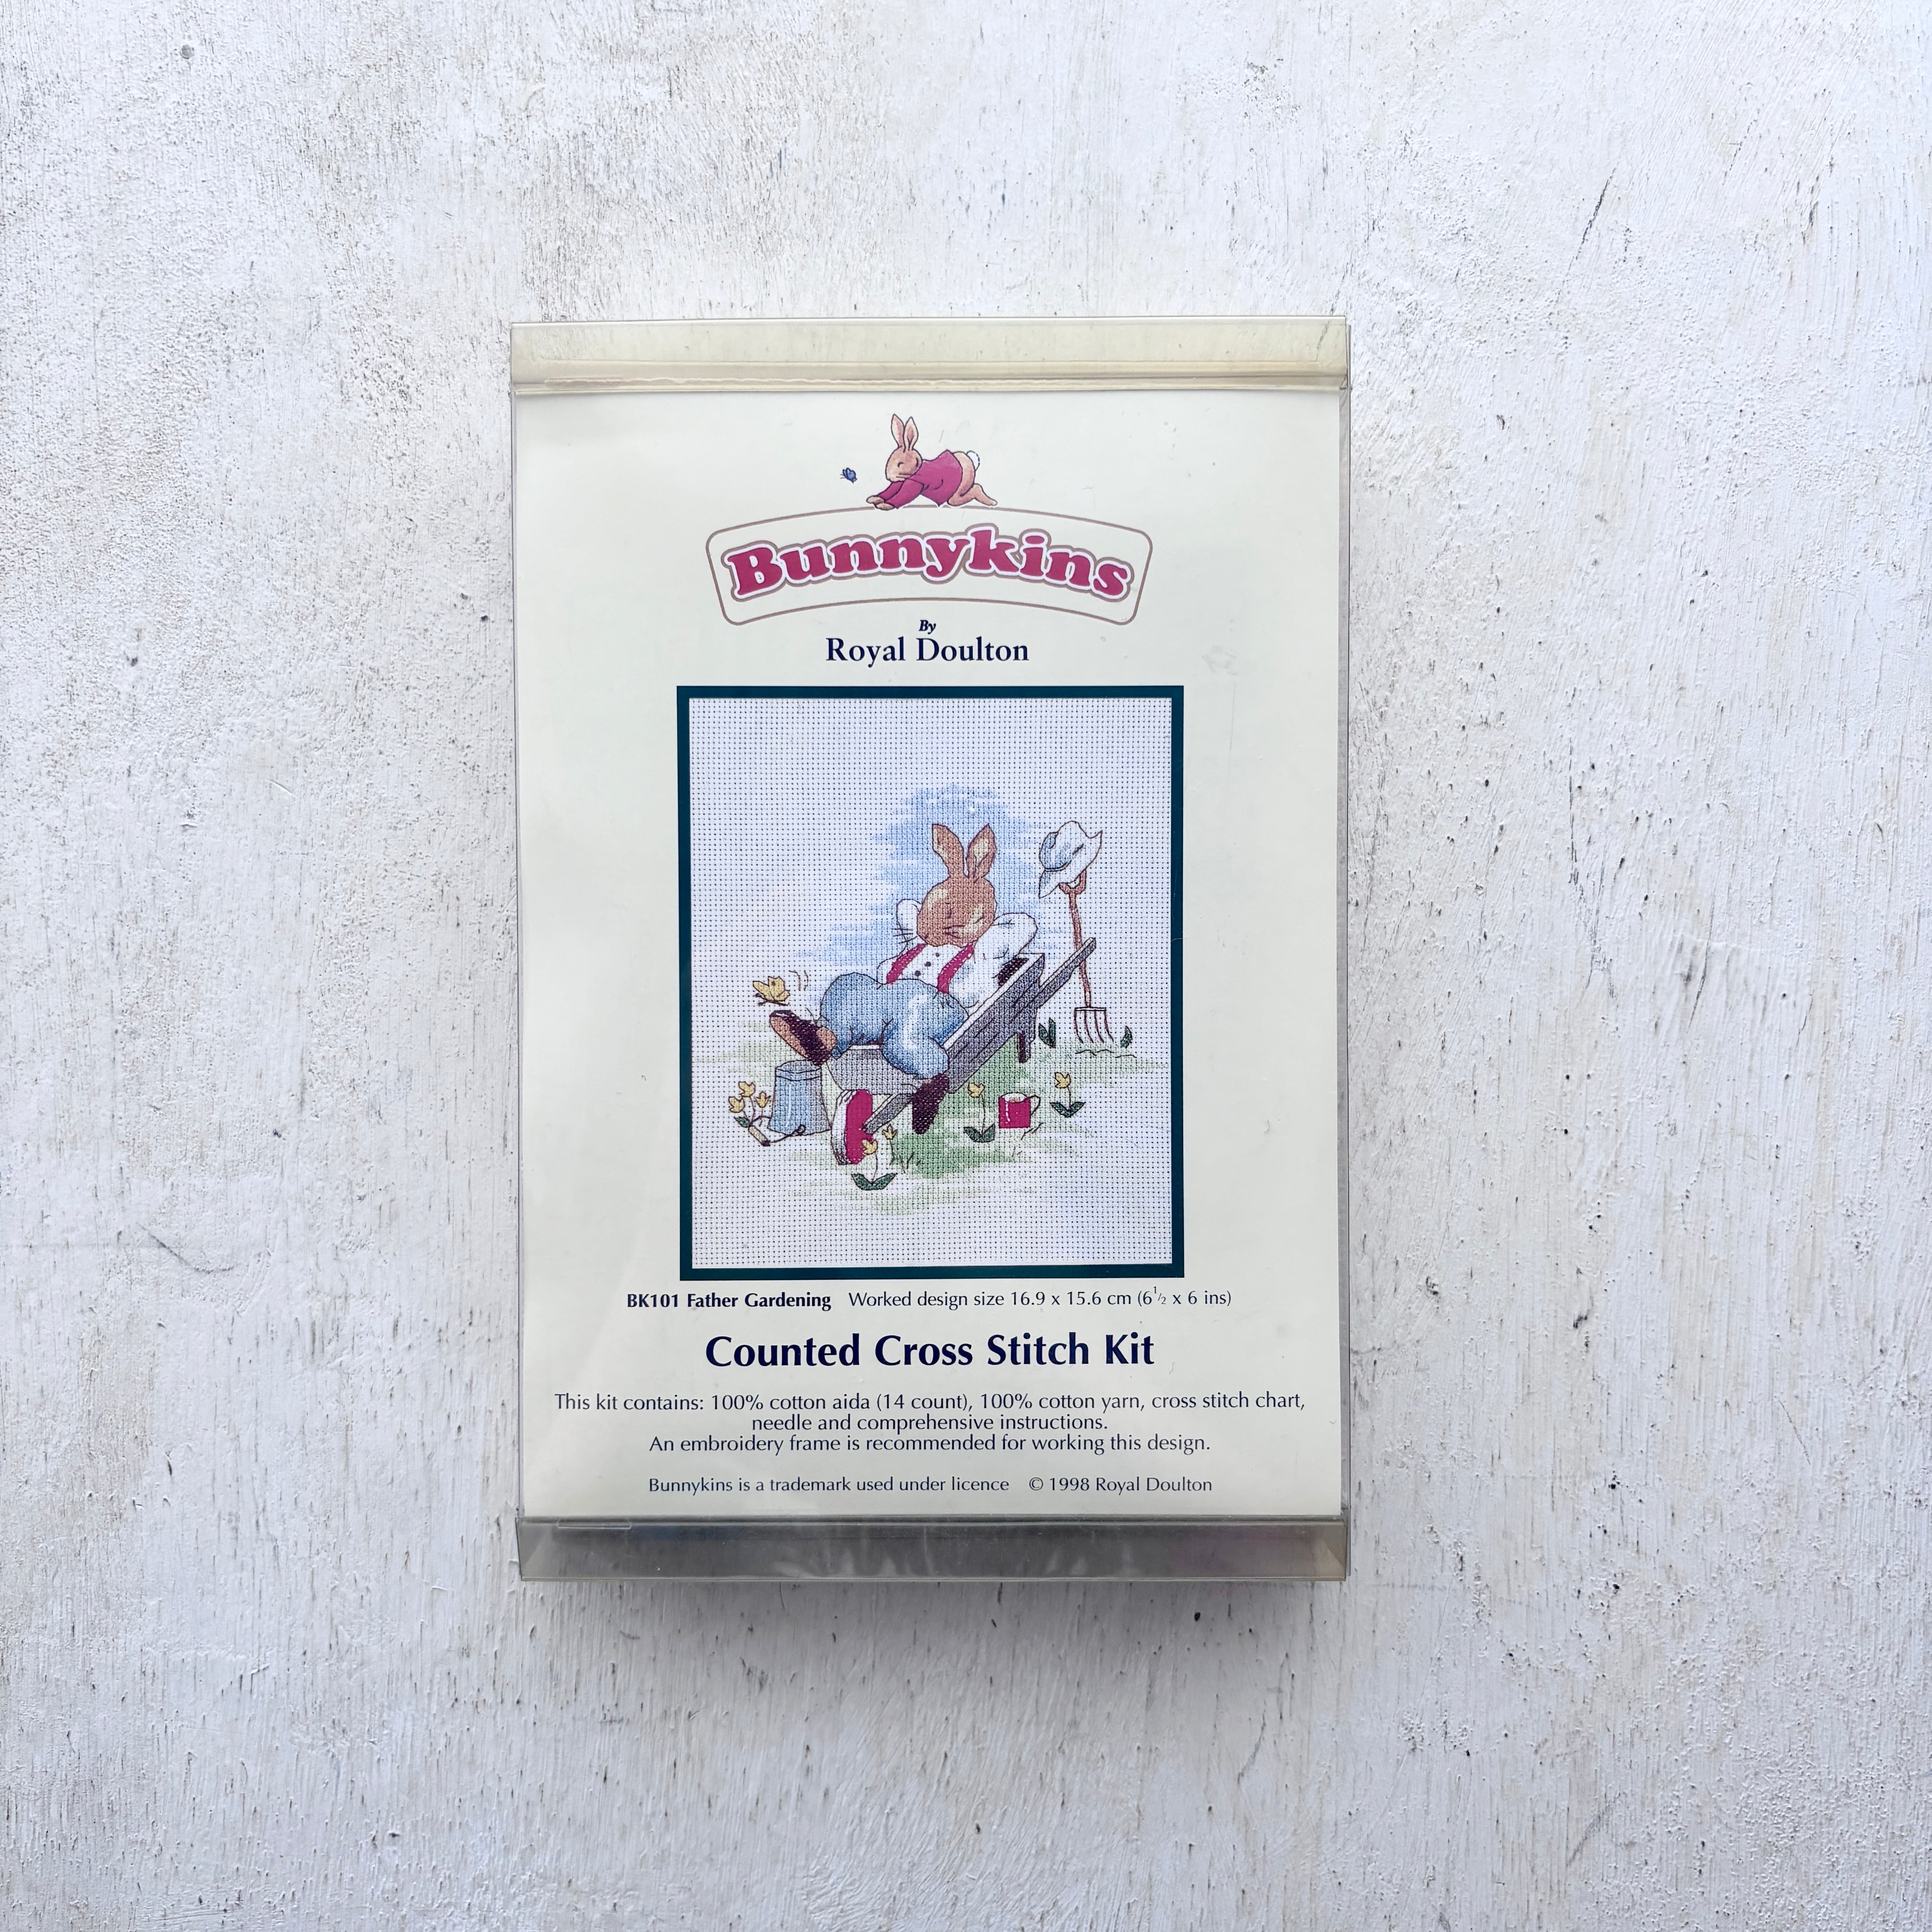 Bunnykins
By
Royal Doulton
BK101 Father Gardening Worked design size 16.9 x 15.6 cm (6 1/2 x 6 ins)
Counted Cross Stitch Kit
This kit contains: 100% cotton aida (14 count), 100% cotton yarn, cross stitch chart,
needle and comprehensive instructions.
An embroidery frame is recommended for working this design.
Bunnykins is a trademark used under licence © 1998 Royal Doulton